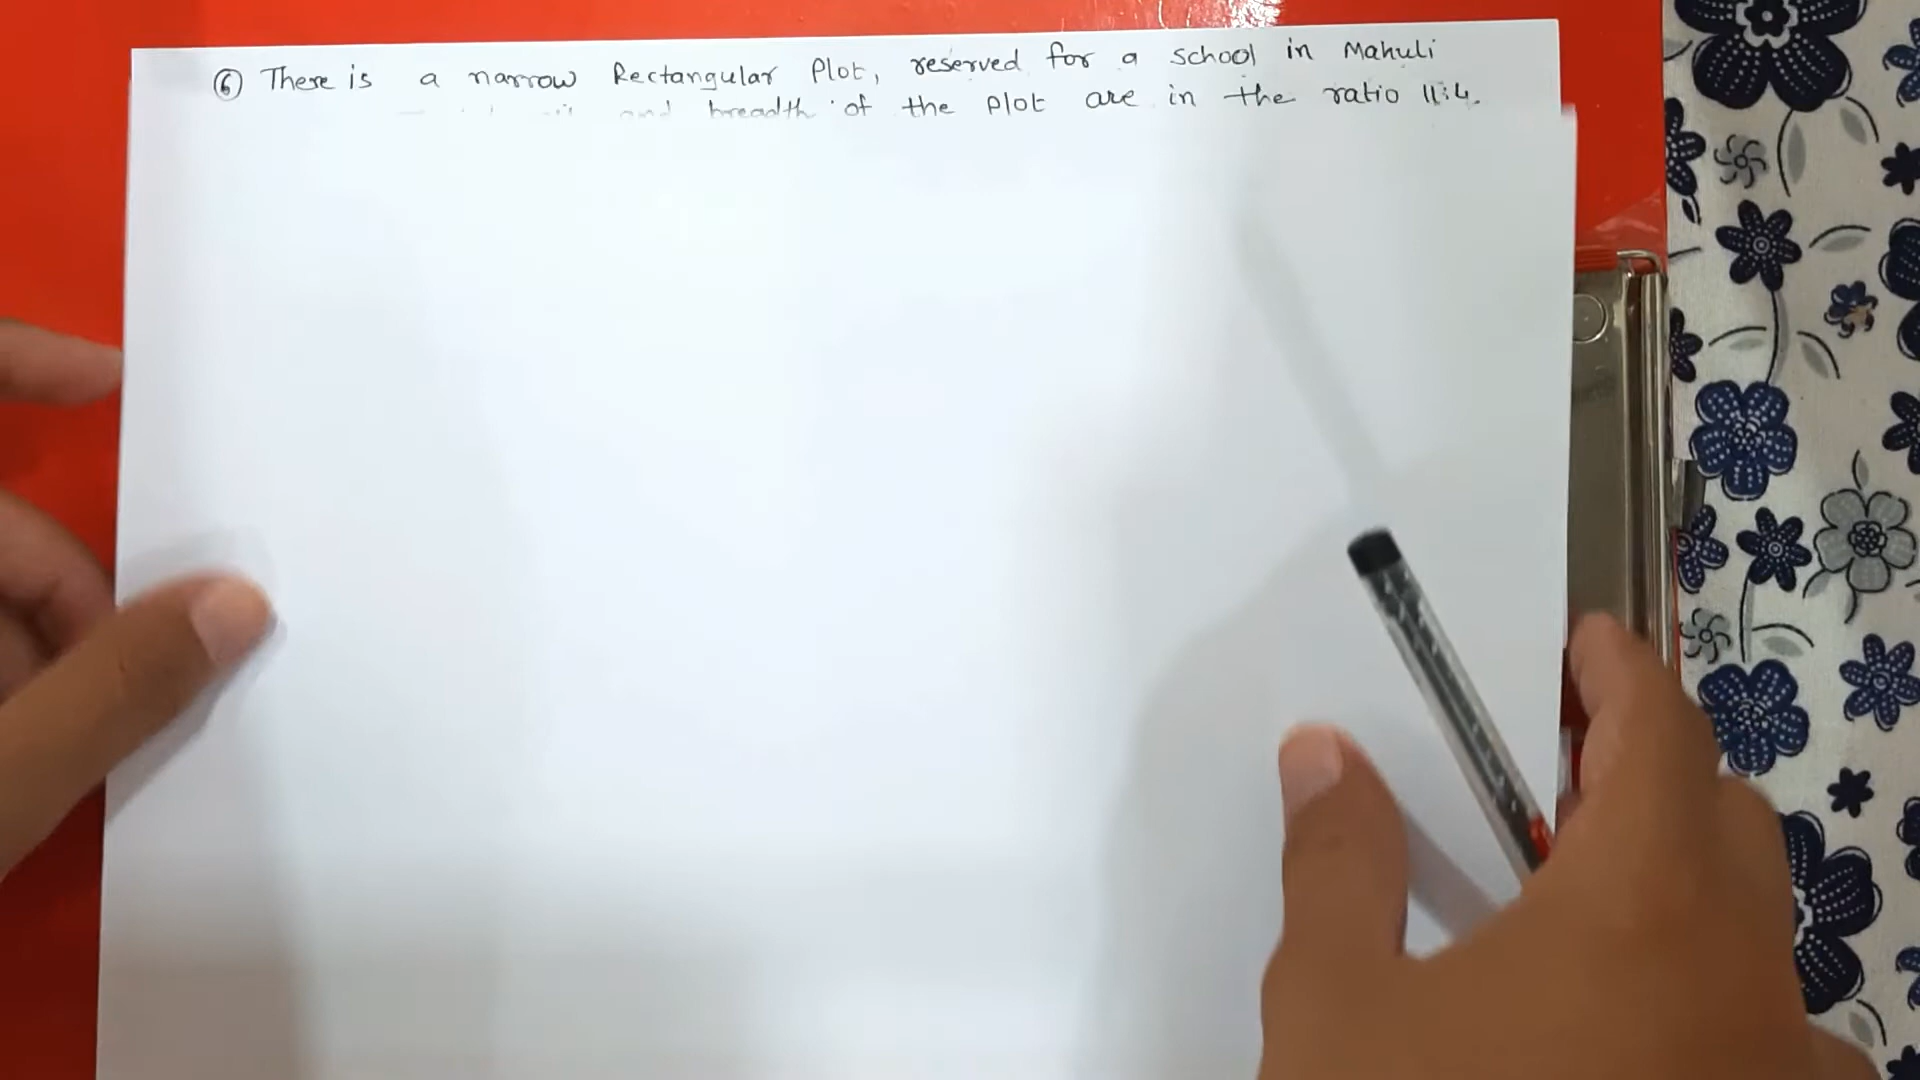 ⑥ There is a narrow Rectangular Plot, reserved for a school in Mahuli
and breadth of the Plot are in the ratio 11:4.